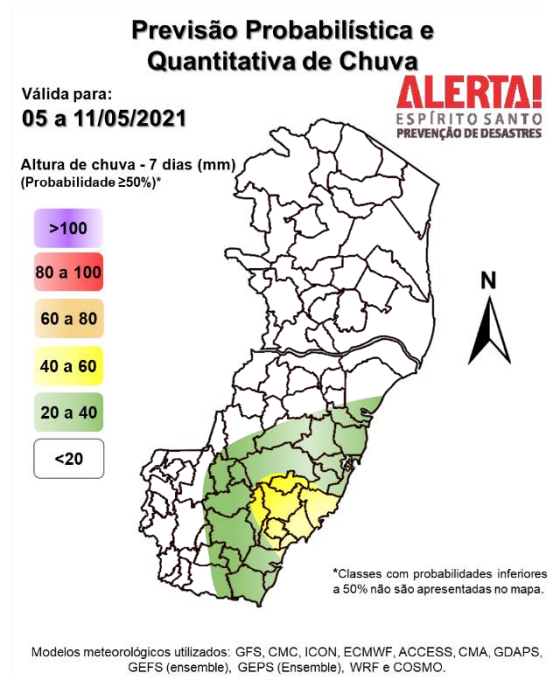 Previsão Probabilística e
Quantitativa de Chuva
Válida para:
05 a 11/05/2021
ALERTA!
ESPÍRITO SANTO
PREVENÇÃO DE DESASTRES
Altura de chuva - 7 dias (mm)
(Probabilidade ≥50%)*
>100
80 a 100
60 a 80
40 a 60
20 a 40
<20
N
*Classes com probabilidades inferiores
a 50% não são apresentadas no mapa.
Modelos meteorológicos utilizados: GFS, CMC, ICON, ECMWF, ACCESS, CMA, GDAPS,
GEFS (ensemble), GEPS (Ensemble), WRF e COSMO.